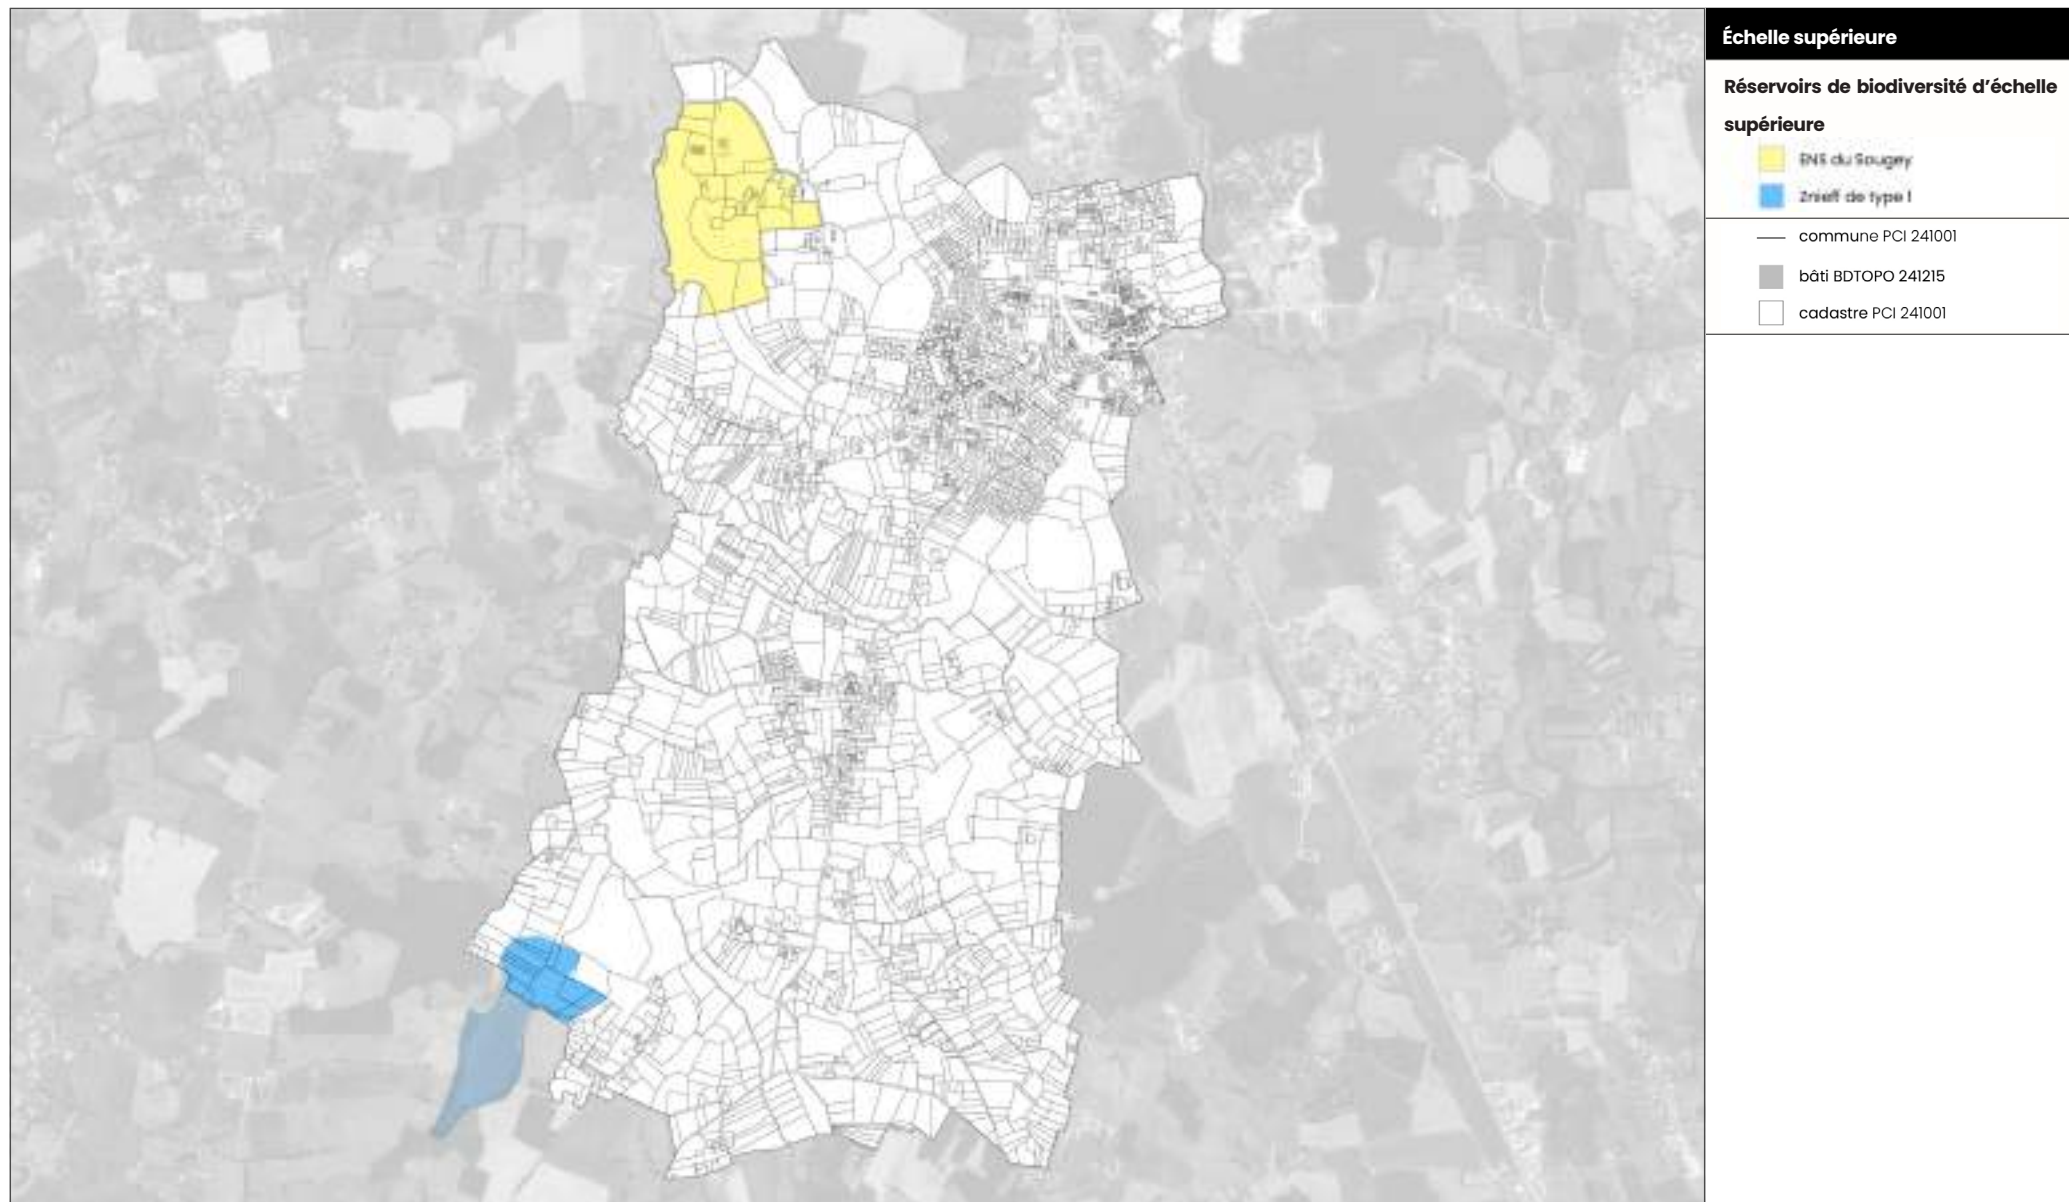 Échelle supérieure
Réservoirs de biodiversité d'échelle
supérieure
ENS du Sougey
Znieff de type 1
commune PCI 241001
bâti BDTOPO 241215
cadastre PCI 241001